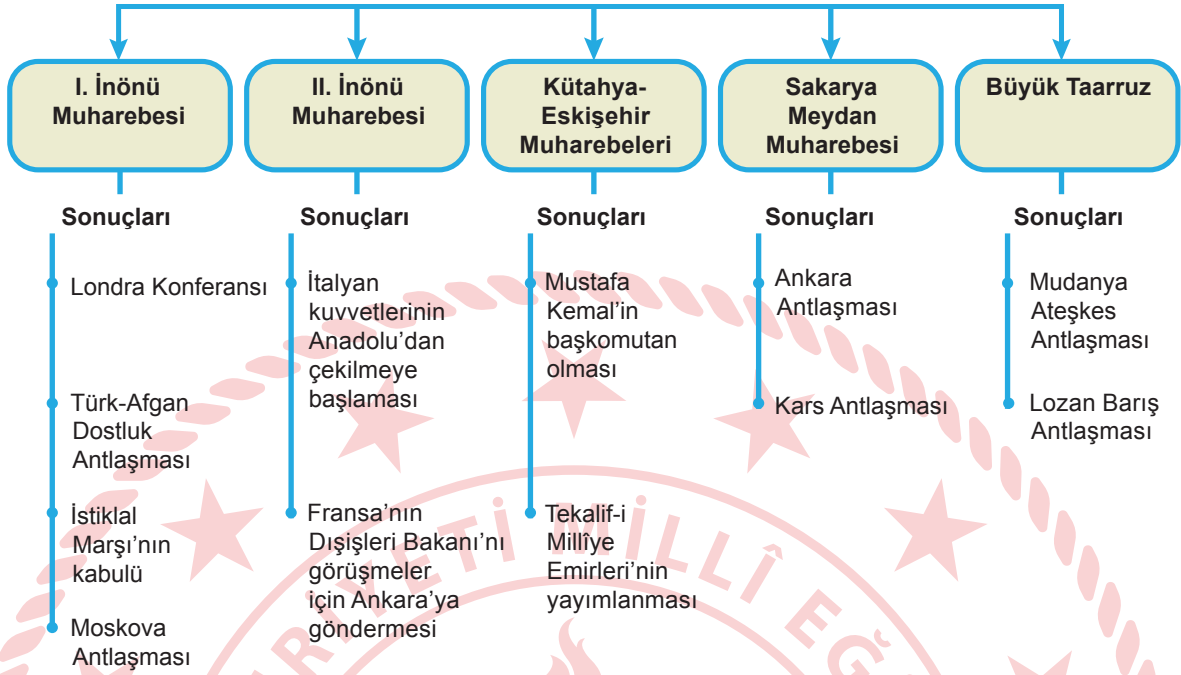 I. İnönü
Muharebesi
II. İnönü
Muharebesi
Kütahya-
Eskişehir
Muharebeleri
Sakarya
Meydan
Muharebesi
Büyük Taarruz
Sonuçları
Londra Konferansı
Türk-Afgan
Dostluk
Antlaşması
İstiklal
Marşı’nın
kabulü
Moskova
Antlaşması
Sonuçları
İtalyan
kuvvetlerinin
Anadolu’dan
çekilmeye
başlaması
Fransa’nın
Dışişleri Bakanı’nı
görüşmeler
için Ankara’ya
göndermesi
Sonuçları
Mustafa
Kemal’in
başkomutan
olması
Tekalif-i
Millîye
Emirleri’nin
yayımlanması
Sonuçları
Ankara
Antlaşması
Kars Antlaşması
Sonuçları
Mudanya
Ateşkes
Antlaşması
Lozan Barış
Antlaşması
MİLLÎ